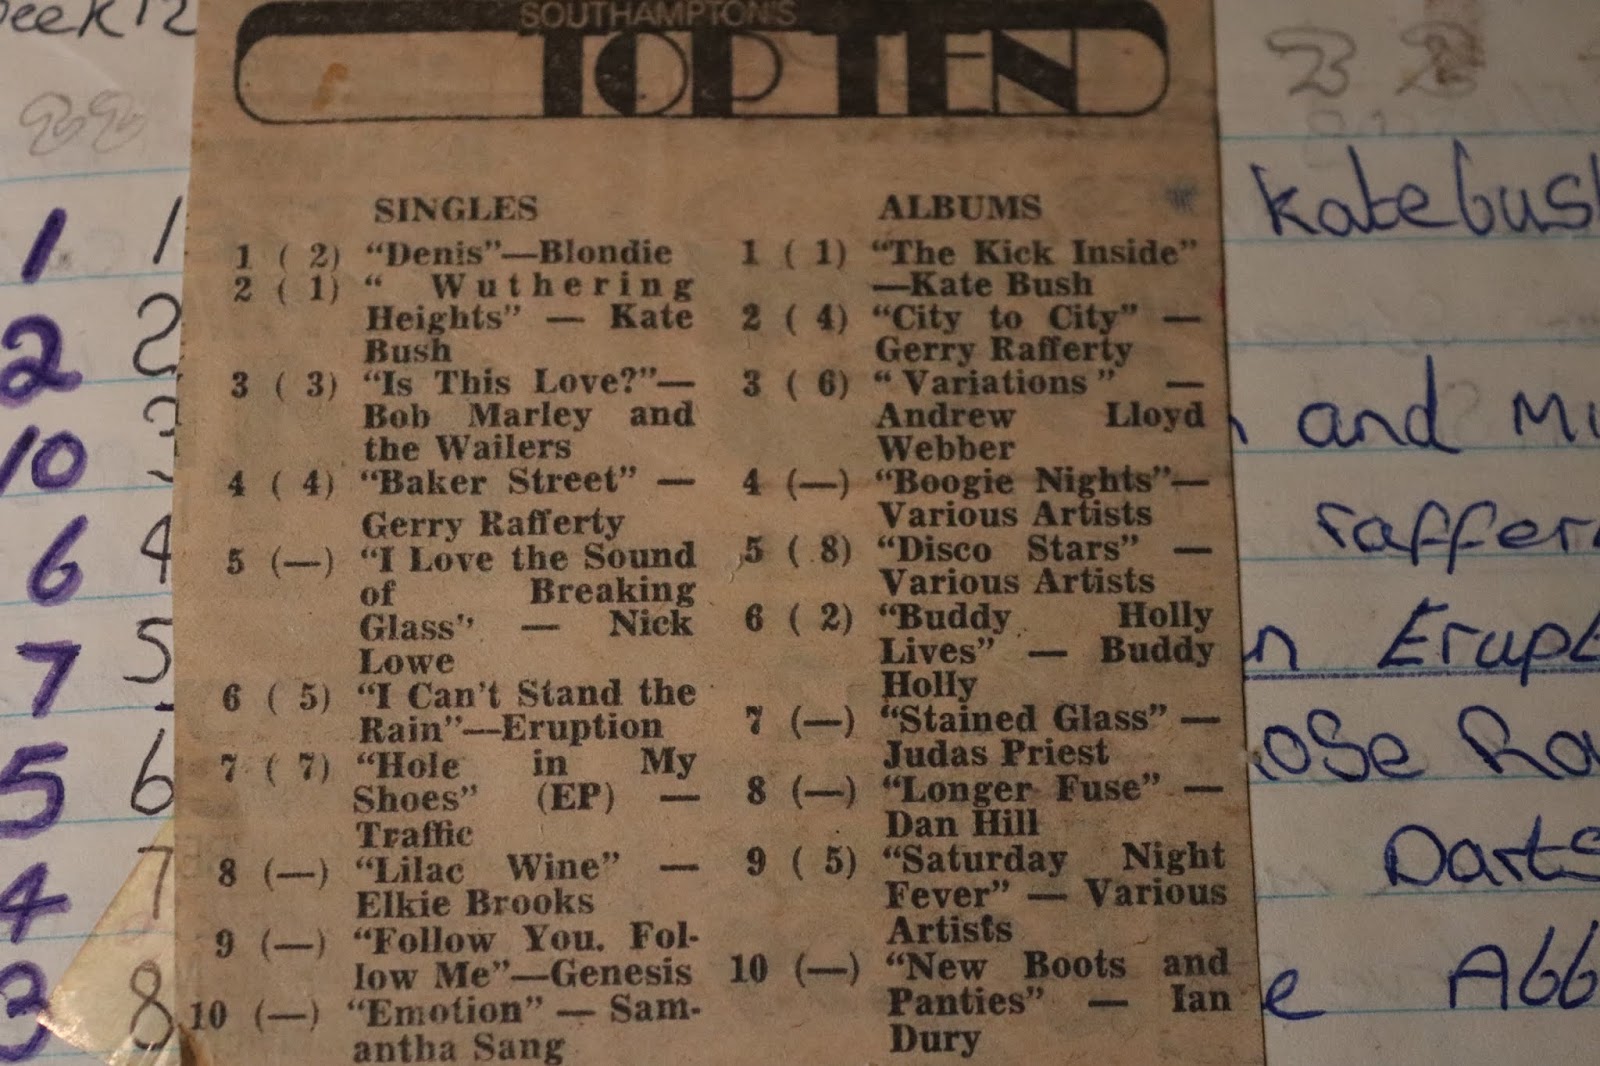 SOUTHAMPTON'S
TOP TEN
SINGLES
1 ( 2) “Denis”—Blondie
2 ( 1) “ Wuthering
Heights” — Kate
Bush
3 ( 3) “Is This Love?”—
Bob Marley and
the Wailers
4 ( 4) “Baker Street” —
Gerry Rafferty
5 (—) “I Love the Sound
of Breaking
Glass” — Nick
Lowe
6 ( 5) “I Can't Stand the
Rain”—Eruption
7 ( 7) “Hole in My
Shoes” (EP) —
Traffic
8 (—) “Lilac Wine” —
Elkie Brooks
9 (—) “Follow You. Fol-
low Me”—Genesis
10 (—) “Emotion” — Sam-
antha Sang
ALBUMS
1 ( 1) “The Kick Inside”
—Kate Bush
2 ( 4) “City to City” —
Gerry Rafferty
3 ( 6) “ Variations ” —
Andrew Lloyd
Webber
4 (—) “Boogie Nights”—
Various Artists
5 ( 8) “Disco Stars” —
Various Artists
6 ( 2) “Buddy Holly
Lives” — Buddy
Holly
7 (—) “Stained Glass” —
Judas Priest
8 (—) “Longer Fuse” —
Dan Hill
9 ( 5) “Saturday Night
Fever” — Various
Artists
10 (—) “New Boots and
Panties” — Ian
Dury
1 1
2 2
10 3
6 4
7 5
5 6
4 7
3 8
Kate bush
and
Darts